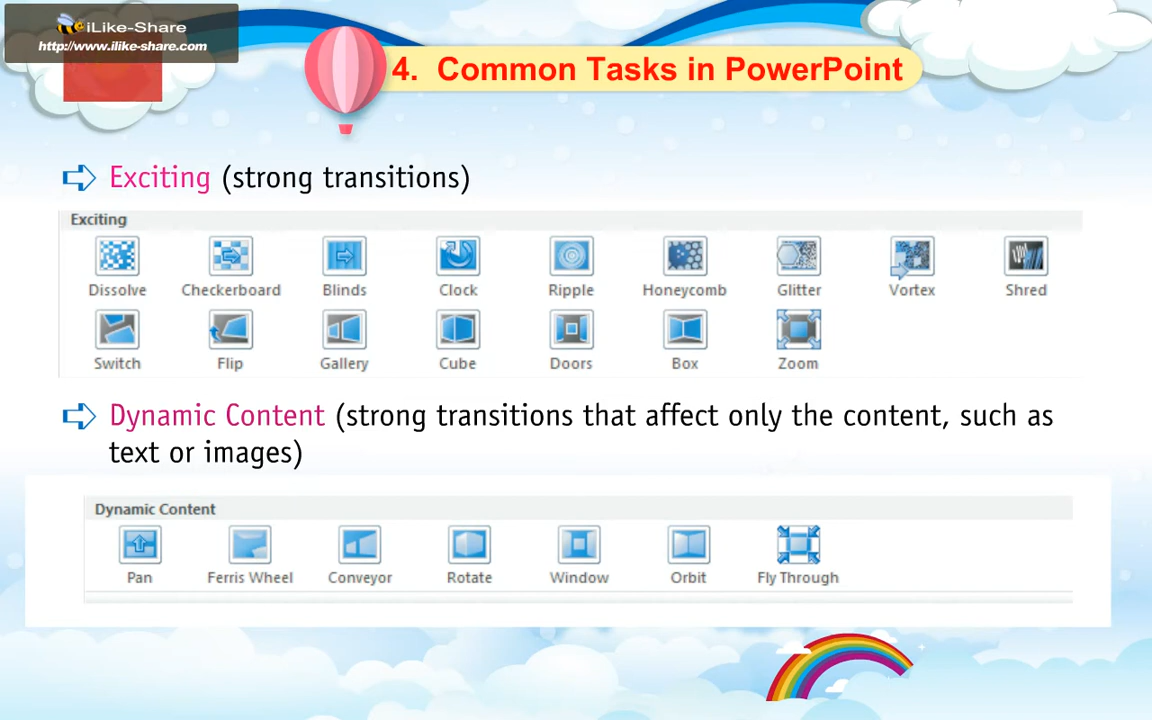 iLike-Share
http://www.ilike-share.com
4. Common Tasks in PowerPoint
Exciting (strong transitions)
Exciting
Dissolve Checkerboard Blinds Clock Ripple Honeycomb Glitter Vortex Shred
Switch Flip Gallery Cube Doors Box Zoom
Dynamic Content (strong transitions that affect only the content, such as
text or images)
Dynamic Content
Pan Ferris Wheel Conveyor Rotate Window Orbit Fly Through